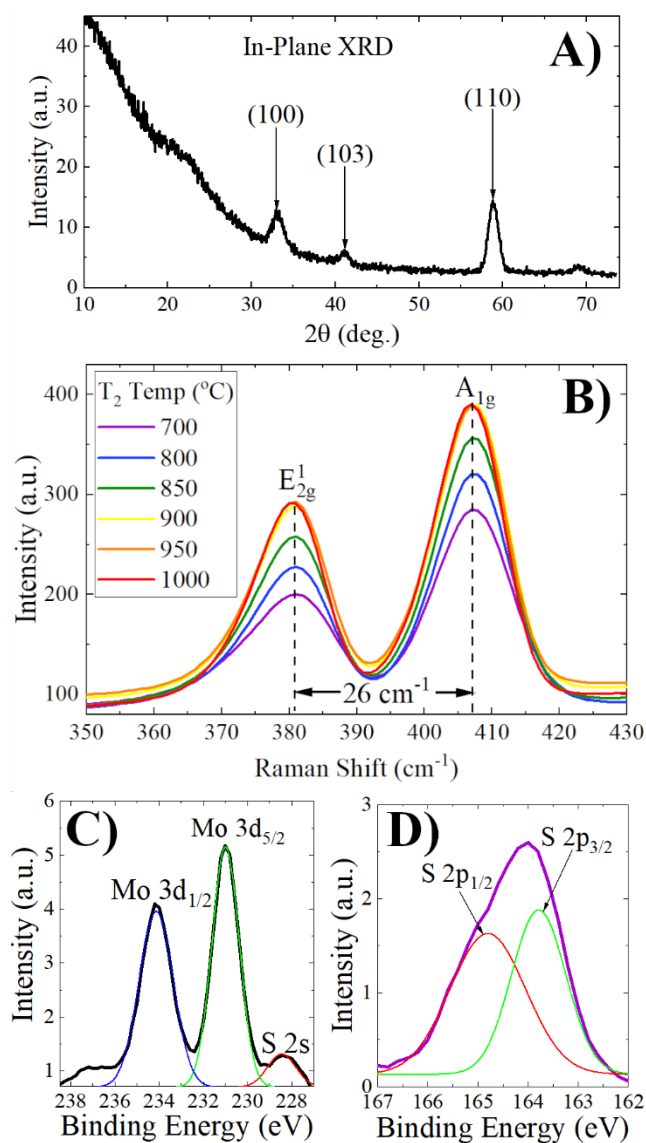 In-Plane XRD
A)
(100)
(103)
(110)
Intensity (a.u.)
45
30
20
15
10
5
0
10 20 30 40 50 60 70
2θ (deg.)
B)
T₂ Temp (ºC)
700
800
850
900
950
1000
E¹₂g
A₁g
Intensity (a.u.)
400
300
200
100
26 cm⁻¹
350 360 370 380 390 400 410 420 430
Raman Shift (cm⁻¹)
C)
Mo 3d₅/₂
Mo 3d₁/₂
S 2s
Intensity (a.u.)
6
5
4
3
2
1
238 236 234 232 230 228
Binding Energy (eV)
D)
S 2p₃/₂
S 2p₁/₂
Intensity (a.u.)
3
2
1
0
167 165 164 163 162
Binding Energy (eV)